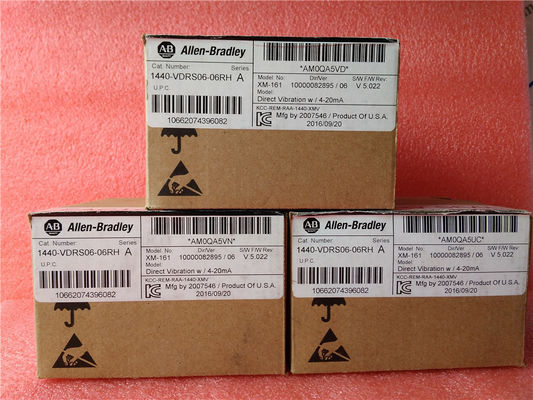 AB Allen-Bradley
*AM0QA5VD*
Cat. Number: Series
1440-VDRS06-06RH A
U.P.C.
Model No: Dir/Ver S/W F/W Rev
XM-161 10000082895 / 06 V 5.022
Model:
Direct Vibration w / 4-20mA
KCC-REM-RAA-1440-XMV
Mfg by 2007546 / Product Of U.S.A.
2016/09/20
10662074396082
AB Allen-Bradley
*AM0QA5VN*
Cat. Number: Series
1440-VDRS06-06RH A
U.P.C.
Model No: Dir/Ver S/W F/W Rev
XM-161 10000082895 / 06 V 5.022
Model:
Direct Vibration w / 4-20mA
KCC-REM-RAA-1440-XMV
Mfg by 2007546 / Product Of U.S.A.
2016/09/20
10662074396082
AB Allen-Bradley
*AM0QA5UC*
Cat. Number: Series
1440-VDRS06-06RH A
U.P.C.
Model No: Dir/Ver S/W F/W Rev
XM-161 10000082895 / 06 V 5.022
Model:
Direct Vibration w / 4-20mA
KCC-REM-RAA-1440-XMV
Mfg by 2007546 / Product Of U.S.A.
2016/09/20
10662074396082